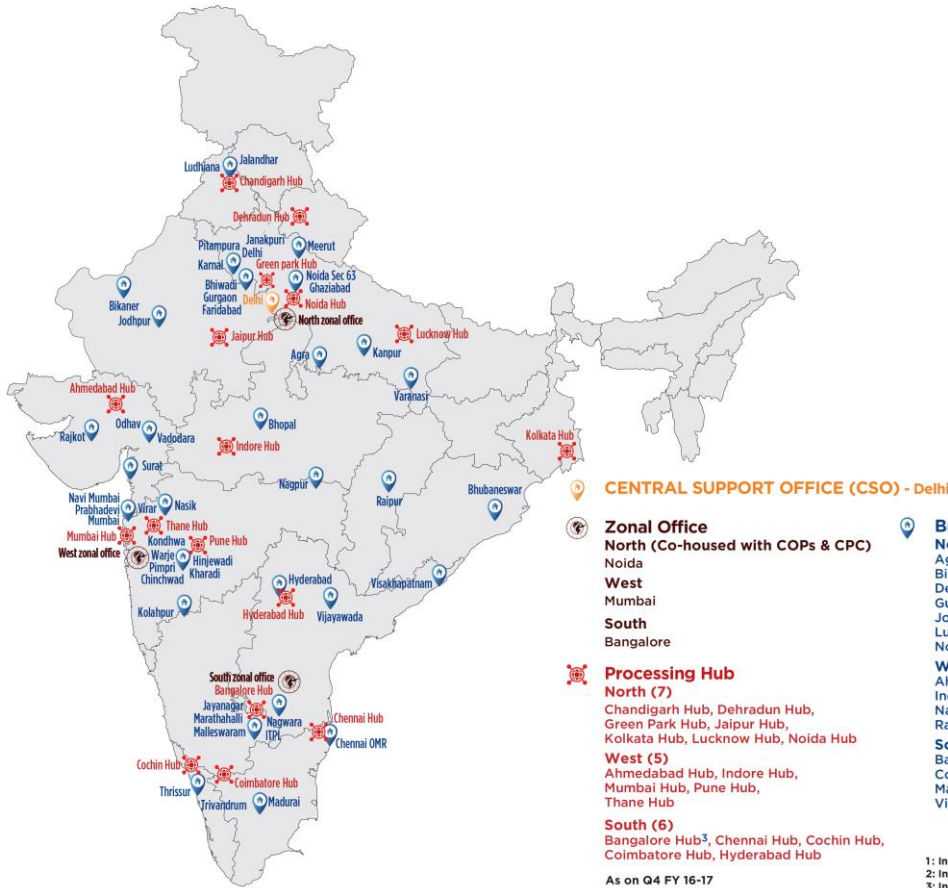 Ludhiana
Jalandhar
Chandigarh Hub
Dehradun Hub
Janakpuri
Pitampura
Delhi
Meerut
Karnal
Green park Hub
Noida Sec 63
Ghaziabad
Bhiwadi
Gurgaon
Faridabad
Delhi
Noida Hub
North zonal office
Bikaner
Jodhpur
Jaipur Hub
Lucknow Hub
Agra
Kanpur
Varanasi
Ahmedabad Hub
Rajkot
Odhav
Vadodara
Bhopal
Indore Hub
Kolkata Hub
Surat
Nagpur
Raipur
Bhubaneswar
Navi Mumbai
Prabhadevi
Mumbai
Virar
Nasik
Thane Hub
Mumbai Hub
West zonal office
Kondhwa
Warje
Pimpri
Chinchwad
Pune Hub
Hinjewadi
Kharadi
Kolahpur
Hyderabad
Hyderabad Hub
Vijayawada
Visakhapatnam
South zonal office
Bangalore Hub
Jayanagar
Marathahalli
Malleswaram
Nagwara
ITPL
Chennai Hub
Chennai OMR
Cochin Hub
Coimbatore Hub
Thrissur
Trivandrum
Madurai
CENTRAL SUPPORT OFFICE (CSO) - Delhi
Zonal Office
North (Co-housed with COPs & CPC)
Noida
West
Mumbai
South
Bangalore
Processing Hub
North (7)
Chandigarh Hub, Dehradun Hub,
Green Park Hub, Jaipur Hub,
Kolkata Hub, Lucknow Hub, Noida Hub
West (5)
Ahmedabad Hub, Indore Hub,
Mumbai Hub, Pune Hub,
Thane Hub
South (6)
Bangalore Hub³, Chennai Hub, Cochin Hub,
Coimbatore Hub, Hyderabad Hub
As on Q4 FY 16-17
1: In
2: In
3: In